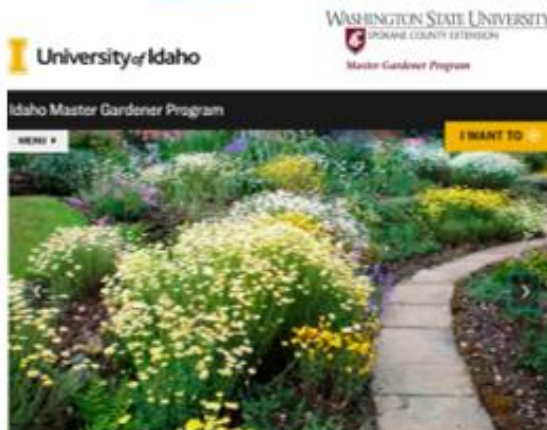 WASHINGTON STATE UNIVERSITY
SPOKANE COUNTY EXTENSION
Master Gardener Program
University of Idaho
Idaho Master Gardener Program
MENU
I WANT TO